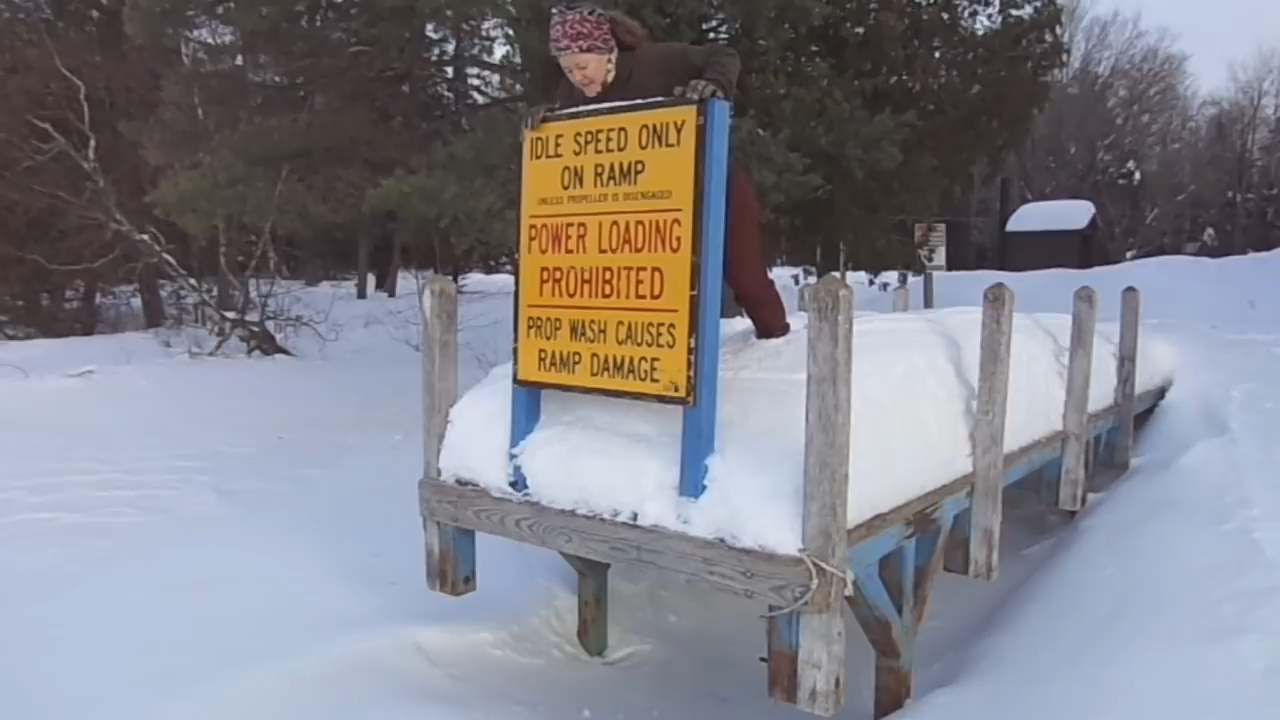 IDLE SPEED ONLY
ON RAMP
UNLESS PROPELLER IS DISENGAGED
POWER LOADING
PROHIBITED
PROP WASH CAUSES
RAMP DAMAGE